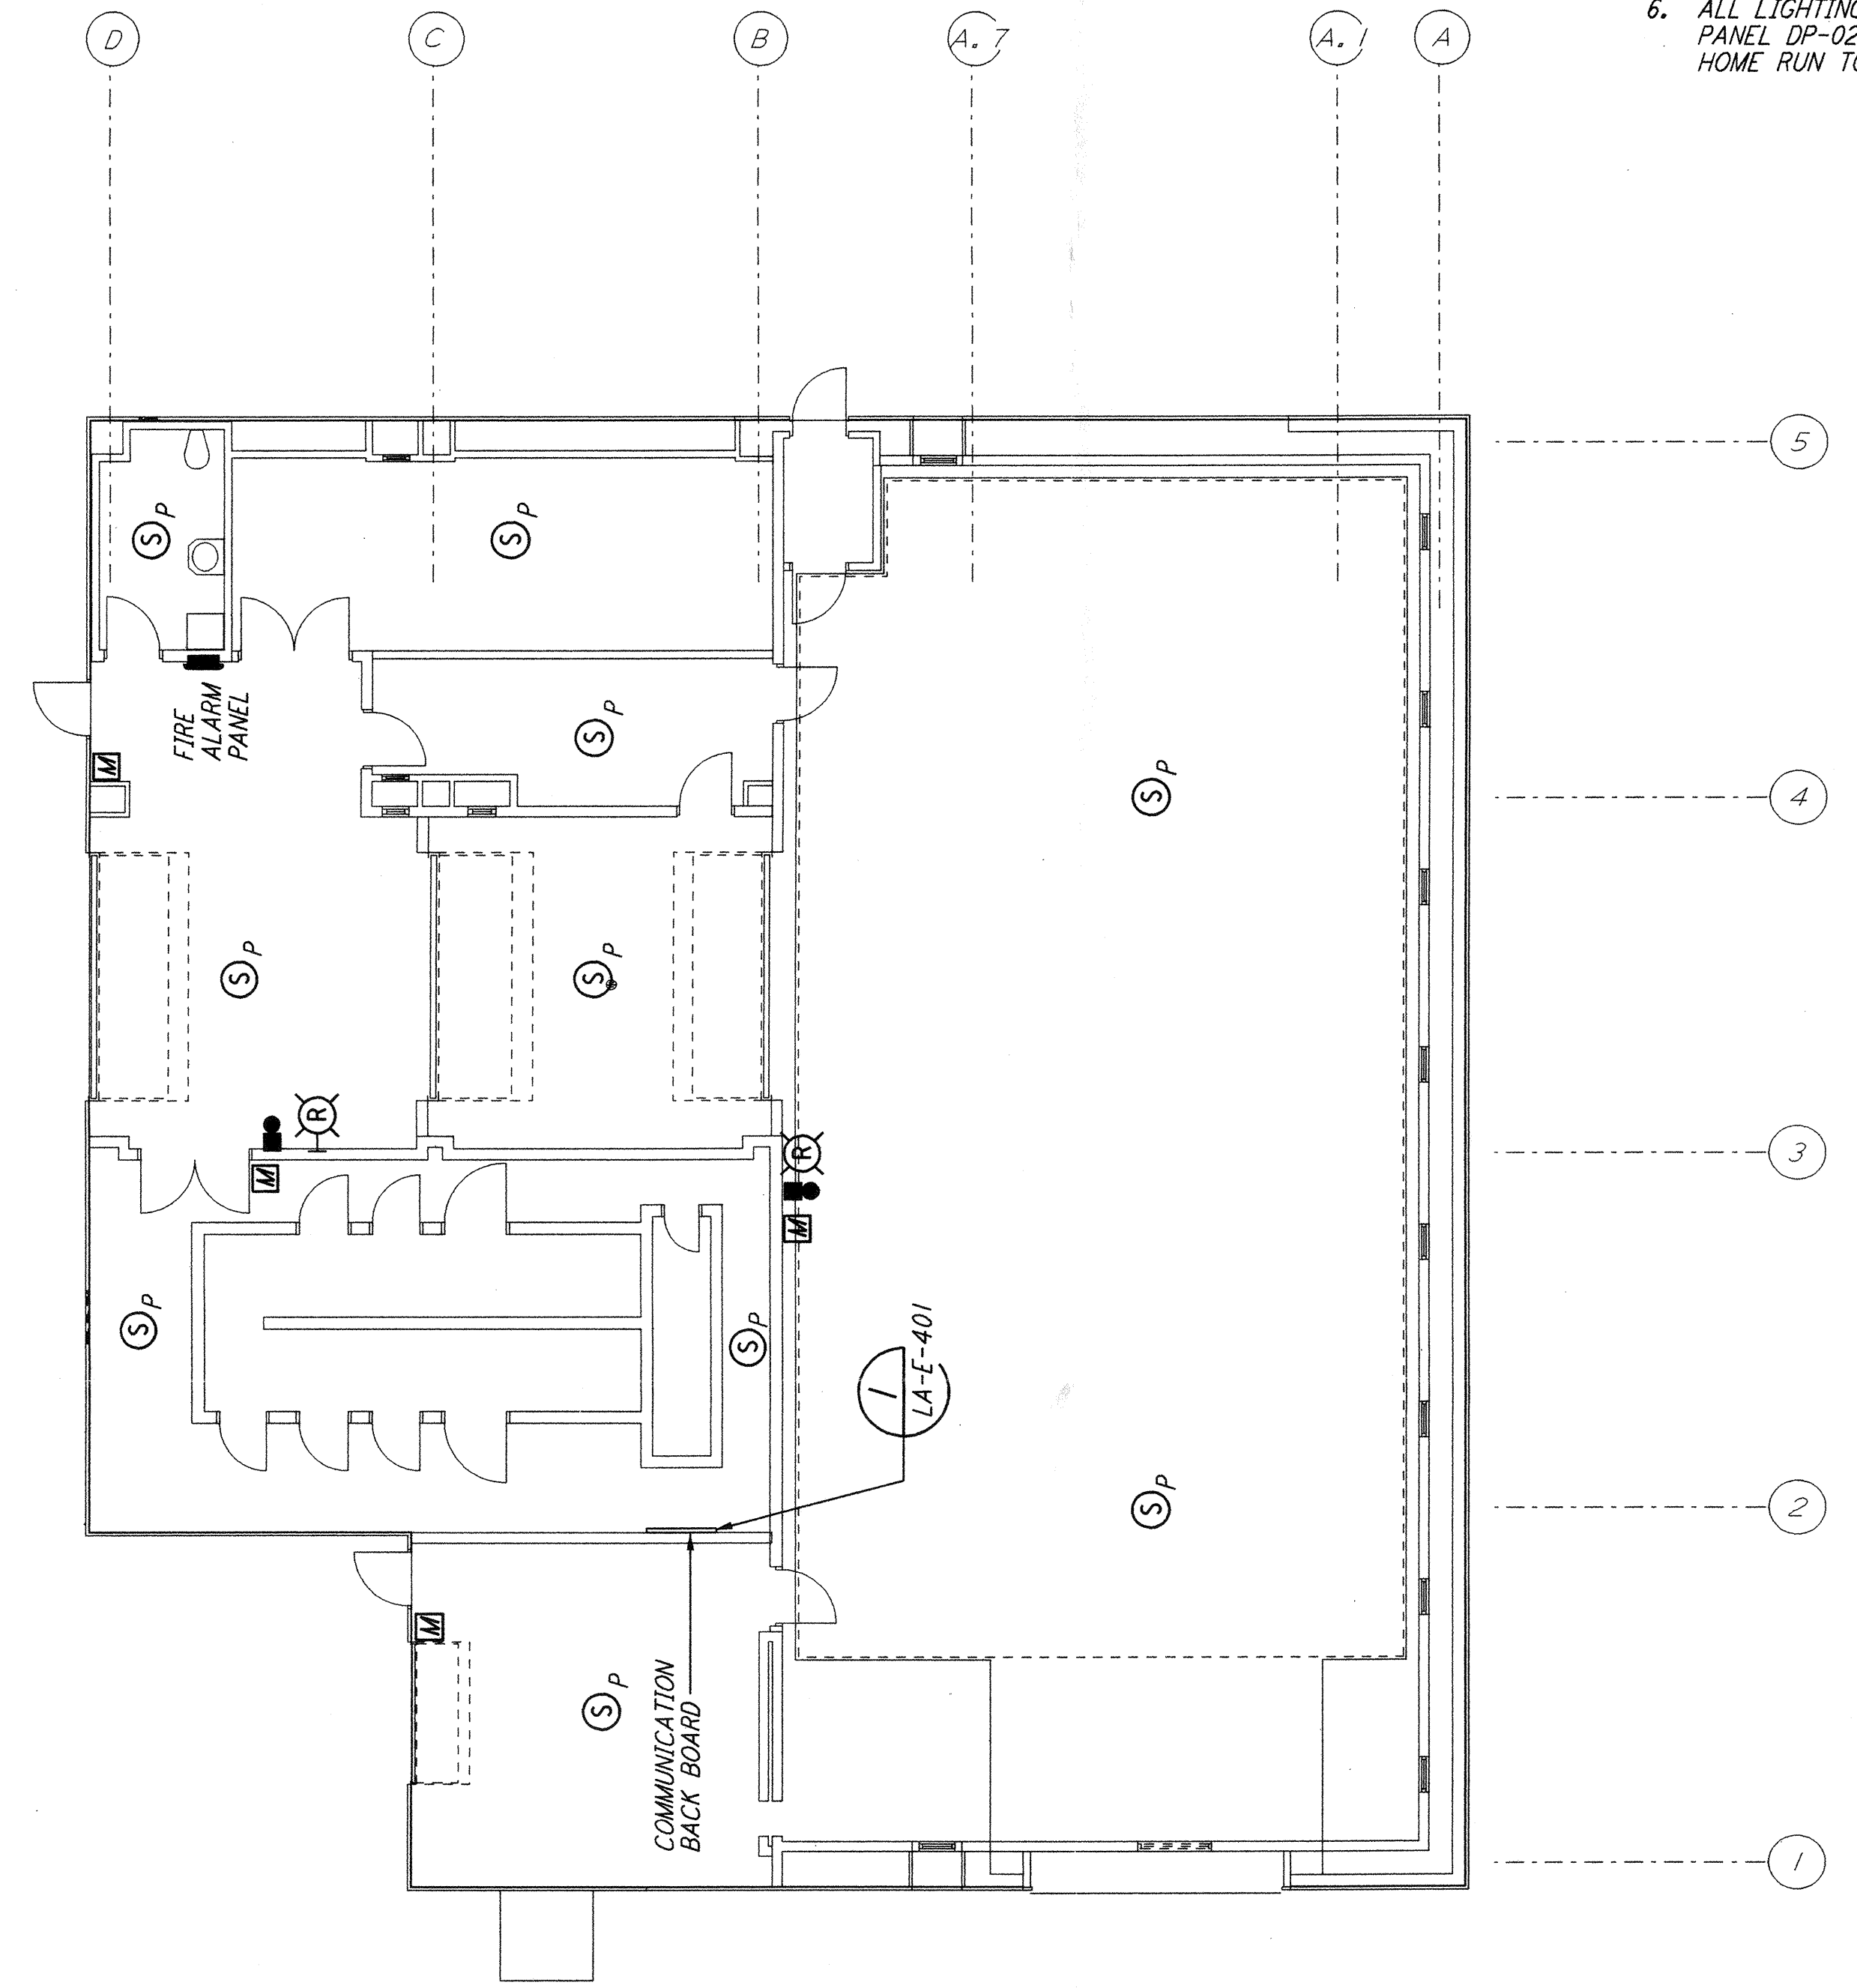 6. ALL LIGHTING
PANEL DP-02
HOME RUN TO
D
C
B
A.7
A.1
A
5
4
3
2
1
S P
S P
FIRE
ALARM
PANEL
S P
M
S P
S P
S
R
M
R
M
S P
S P
1
LA-E-401
S P
M
S P
COMMUNICATION
BACK BOARD